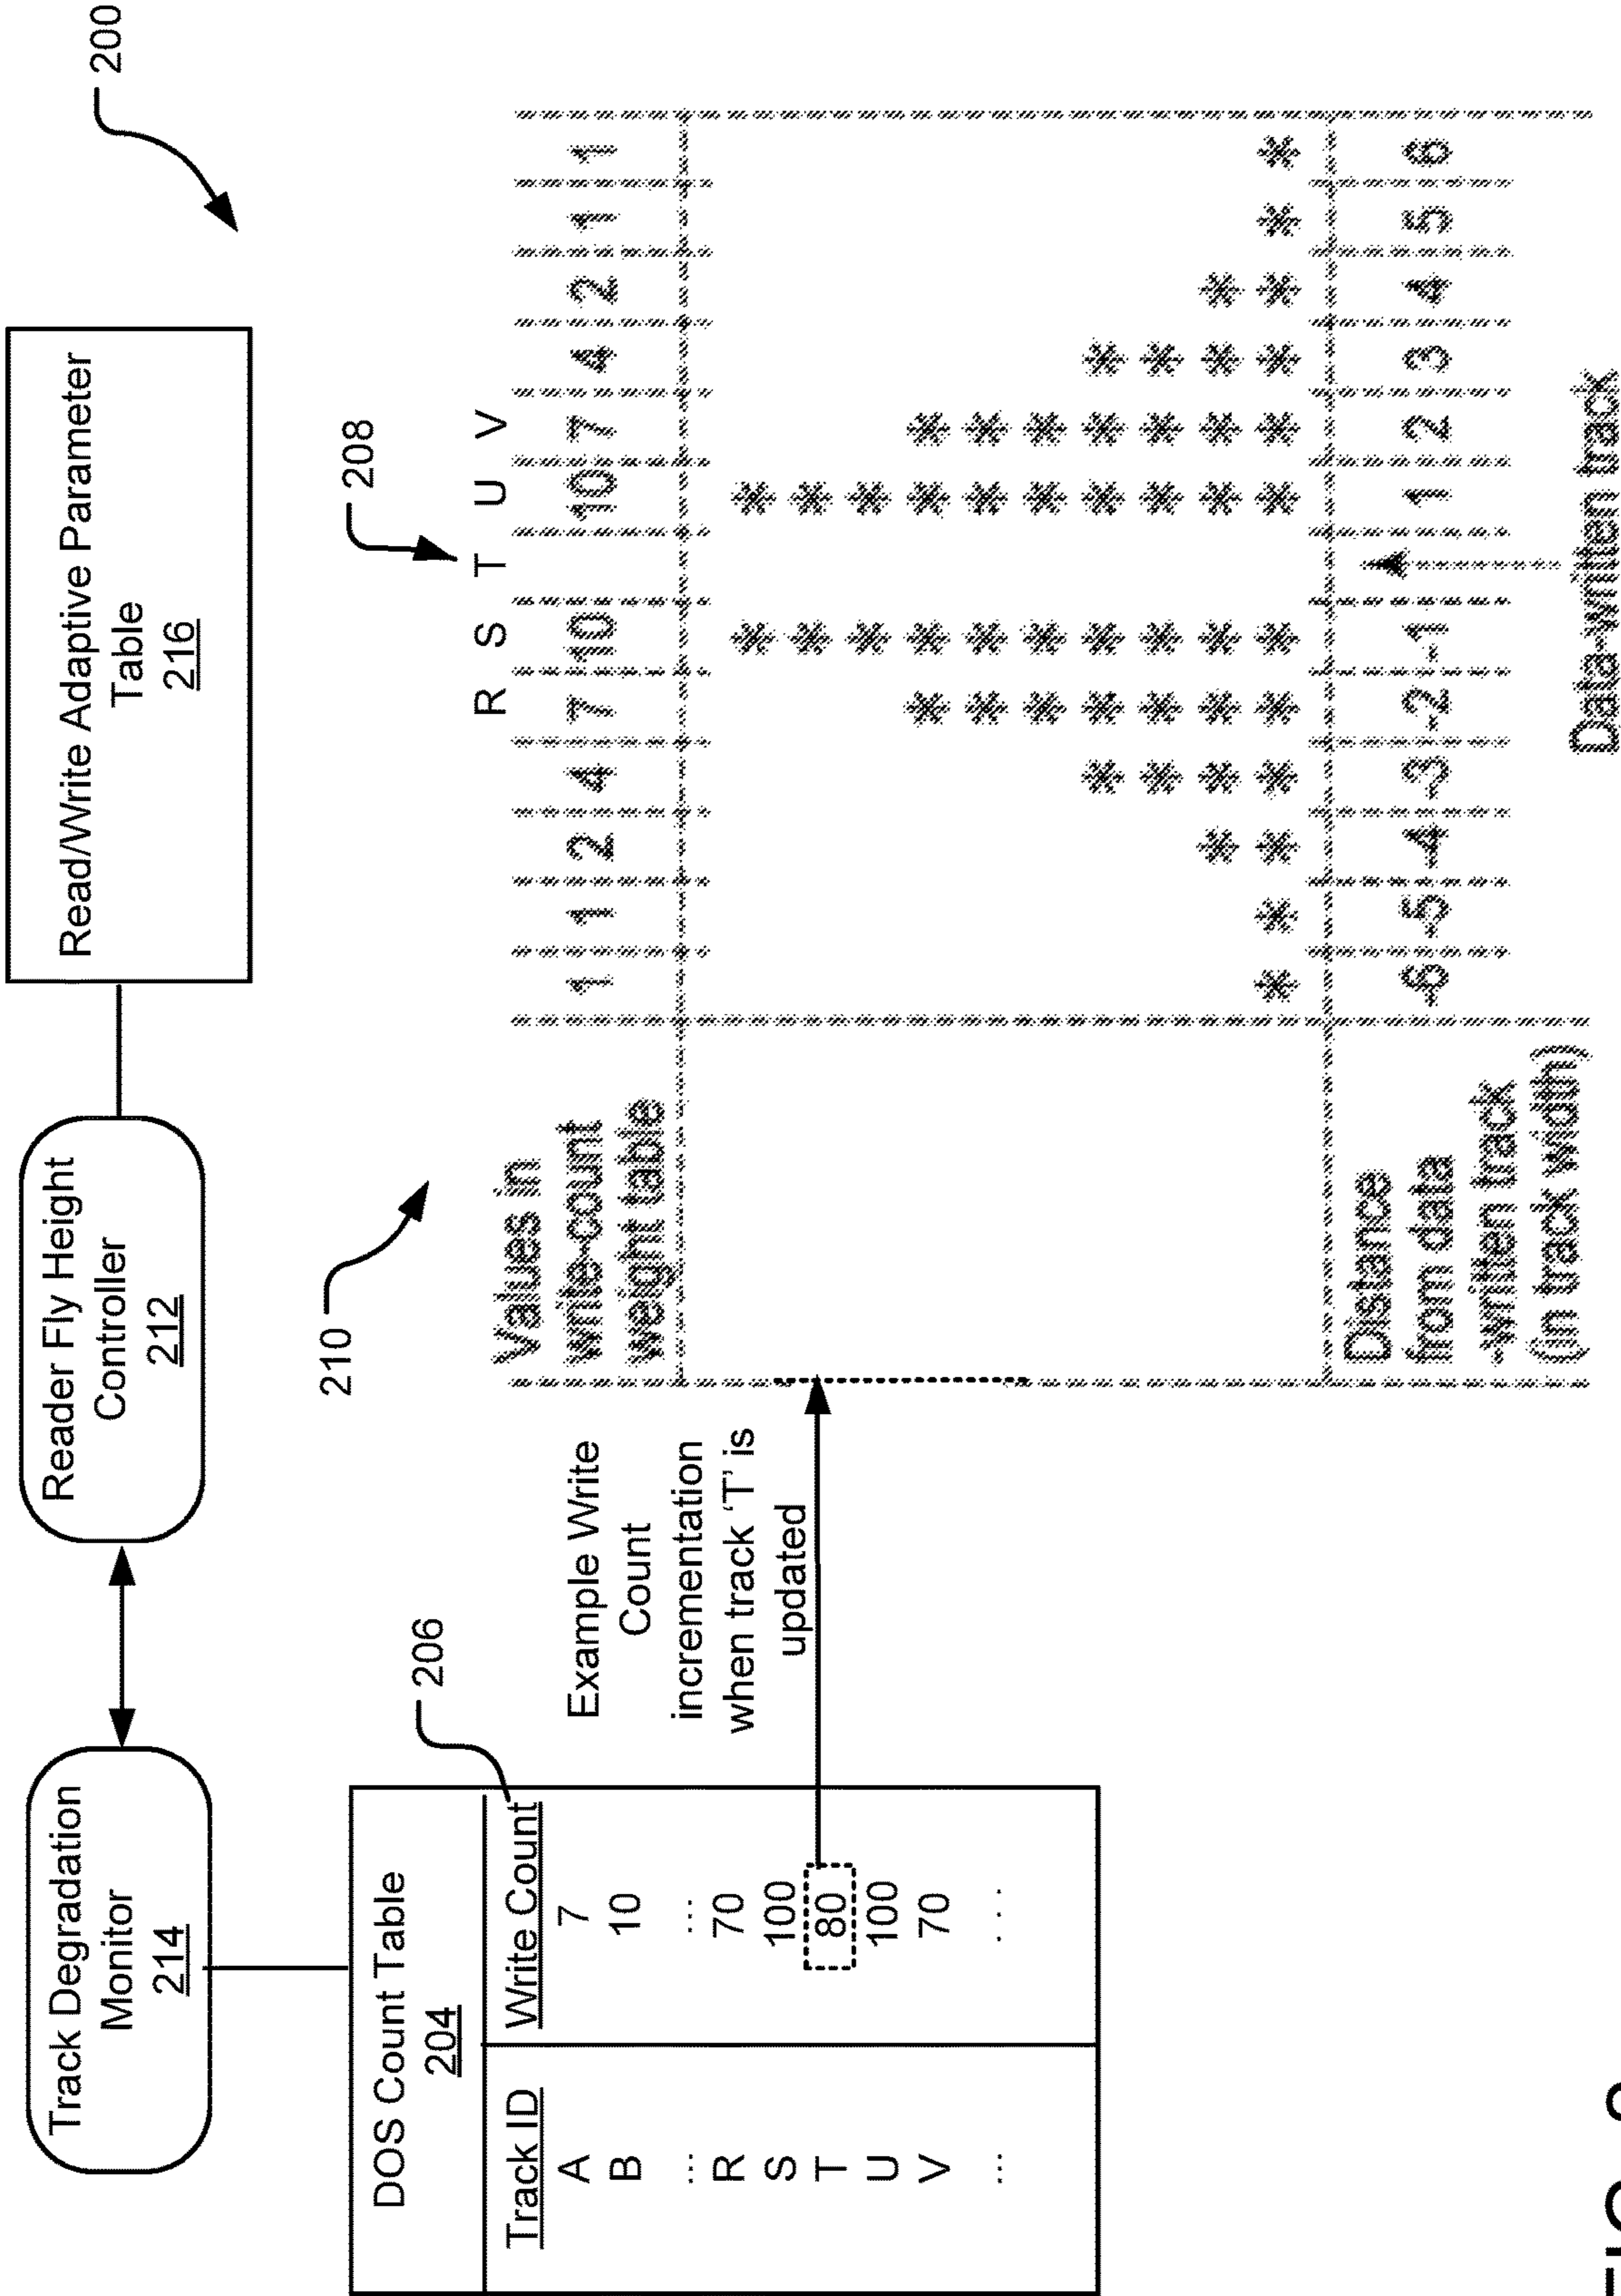 200
Track Degradation
Monitor
214
Reader Fly Height
Controller
212
Read/Write Adaptive Parameter
Table
216
DOS Count Table
204
206
Track ID Write Count
A 7
B 10
... ...
R 70
S 100
T 80
U 100
V 70
... ...
Example Write
Count
incrementation
when track 'T' is
updated
210
208
R S T U V
Values in
write-count
weight table
1 1 2 4 7 10 10 7 4 2 1 1
Distance
from data
-written track
(in track width)
-6 -5 -4 -3 -2 -1 1 2 3 4 5 6
Data-written track